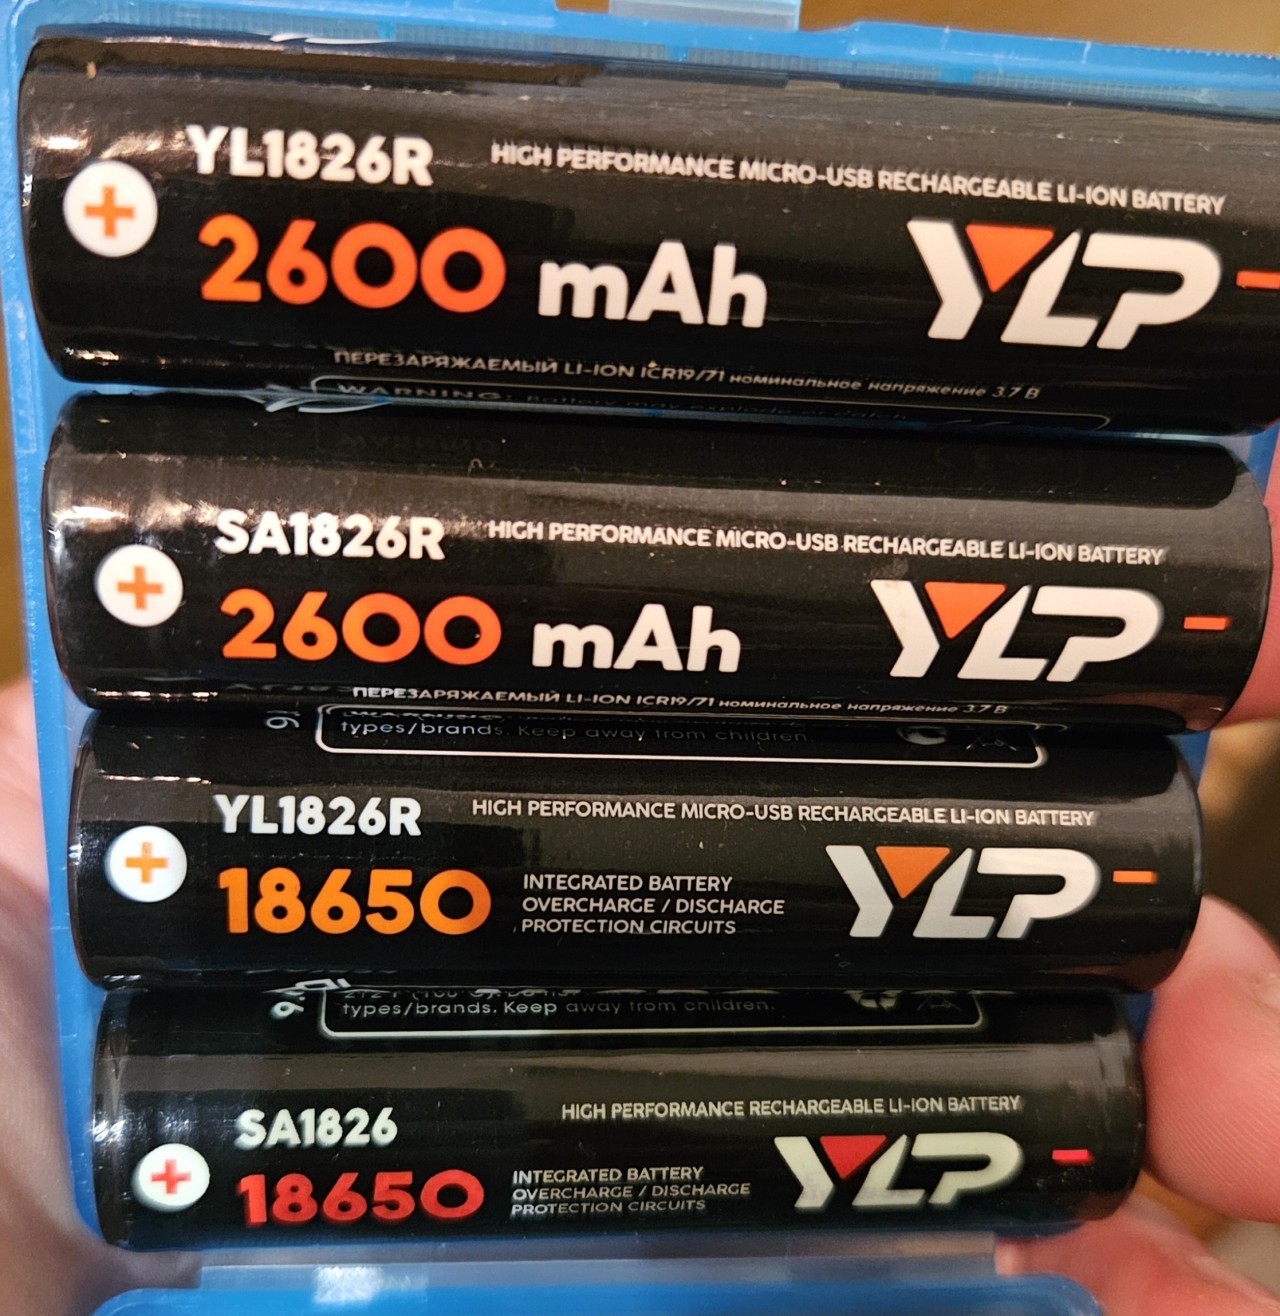 YL1826R
HIGH PERFORMANCE MICRO-USB RECHARGEABLE LI-ION BATTERY
+
2600 mAh
YLP
-
ПЕРЕЗАРЯЖАЕМЫЙ LI-ION ICR19/71 номинальное напряжение 3.7 В
WARNING: Battery may explode or
SA1826R
HIGH PERFORMANCE MICRO-USB RECHARGEABLE LI-ION BATTERY
+
2600 mAh
YLP
-
ПЕРЕЗАРЯЖАЕМЫЙ LI-ION ICR19/71 номинальное напряжение 3.7 В
types/brands. Keep away from children.
YL1826R
HIGH PERFORMANCE MICRO-USB RECHARGEABLE LI-ION BATTERY
+
18650
INTEGRATED BATTERY
OVERCHARGE / DISCHARGE
PROTECTION CIRCUITS
YLP
-
types/brands. Keep away from children.
SA1826
HIGH PERFORMANCE RECHARGEABLE LI-ION BATTERY
+
18650
INTEGRATED BATTERY
OVERCHARGE / DISCHARGE
PROTECTION CIRCUITS
YLP
-